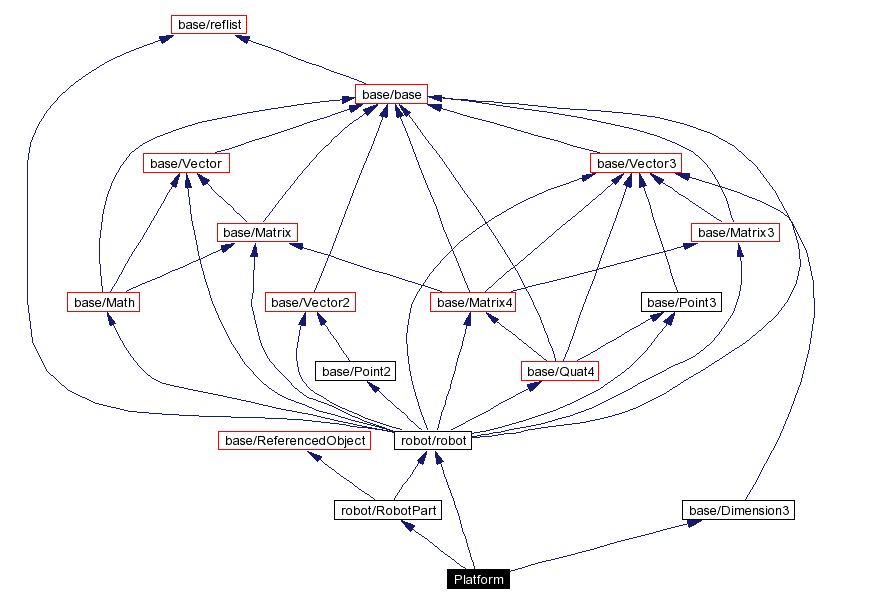 base/reflist
base/base
base/Vector
base/Vector3
base/Matrix
base/Matrix3
base/Math
base/Vector2
base/Matrix4
base/Point3
base/Point2
base/Quat4
base/ReferencedObject
robot/robot
robot/RobotPart
base/Dimension3
Platform